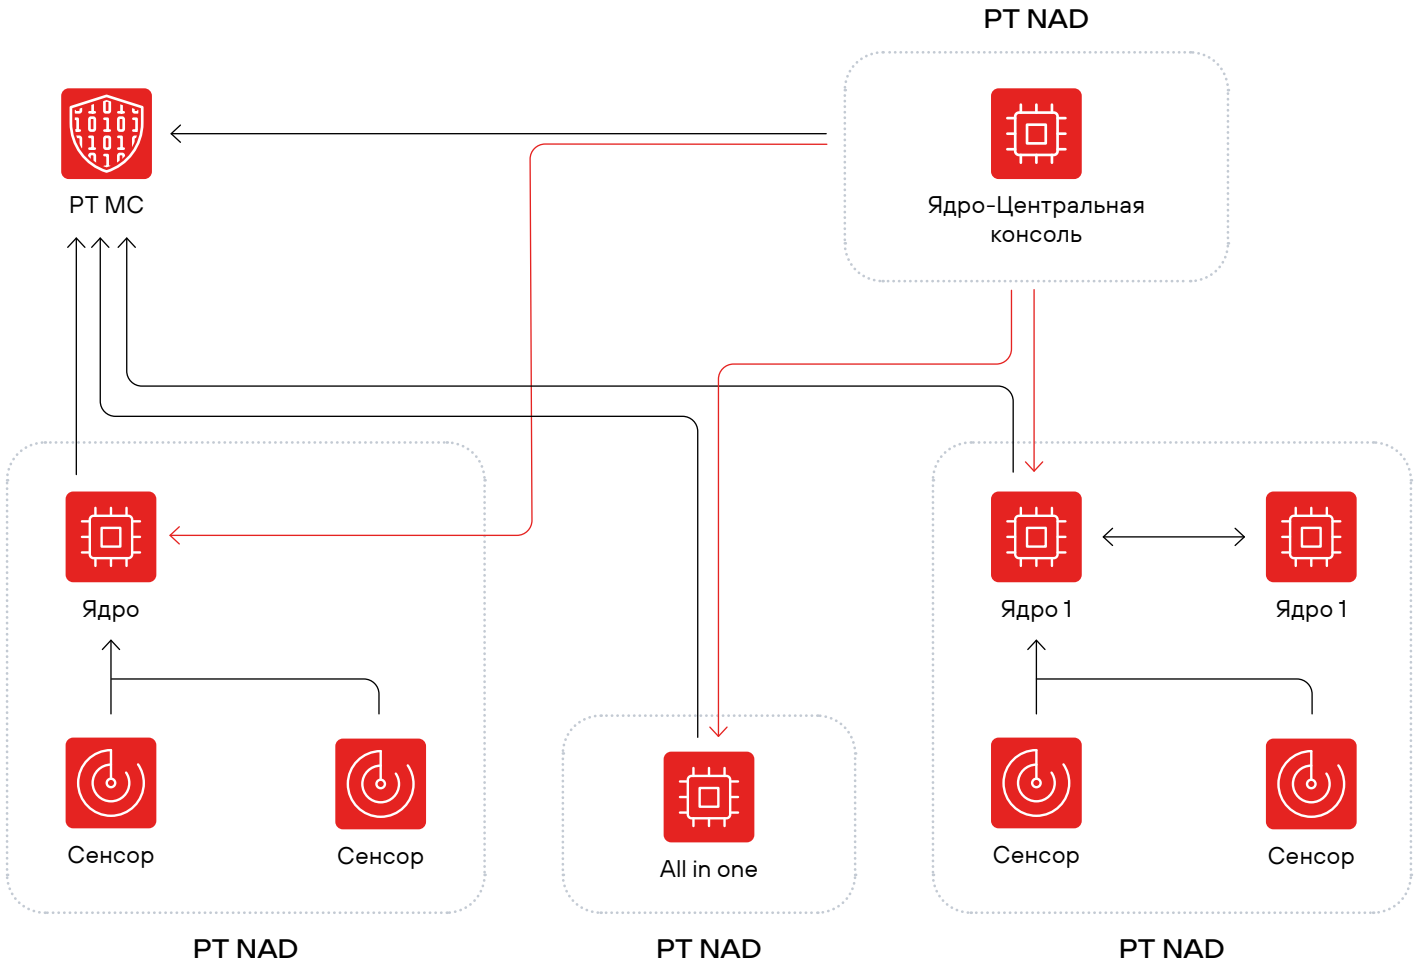 PT NAD
PT MC
Ядро-Центральная
консоль
Ядро
Ядро 1
Ядро 1
Сенсор
Сенсор
All in one
Сенсор
Сенсор
PT NAD
PT NAD
PT NAD